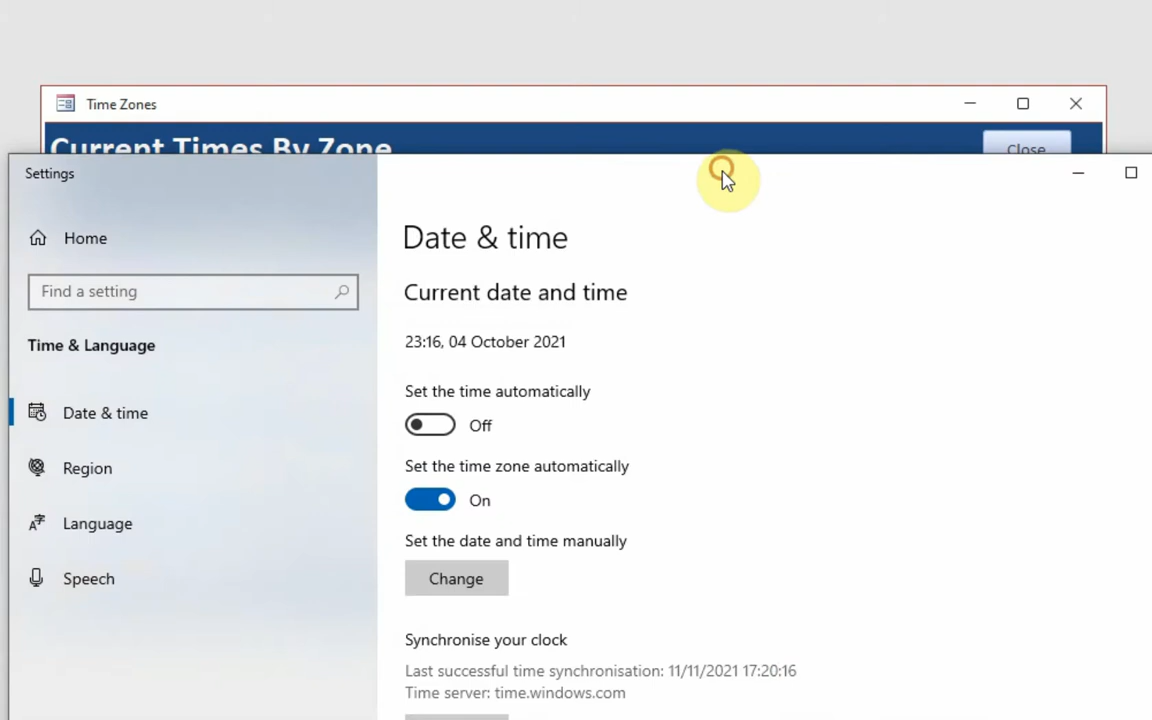 Time Zones
Current Times By Zone
Close
Settings
Home
Find a setting
Time & Language
Date & time
Region
Language
Speech
Date & time
Current date and time
23:16, 04 October 2021
Set the time automatically
Off
Set the time zone automatically
On
Set the date and time manually
Change
Synchronise your clock
Last successful time synchronisation: 11/11/2021 17:20:16
Time server: time.windows.com